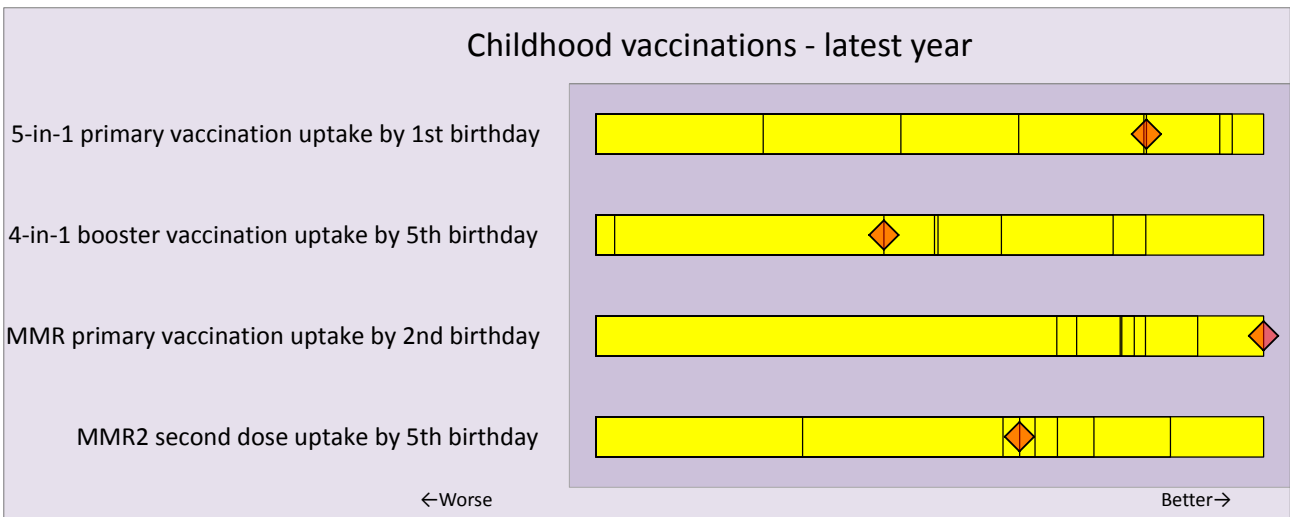 Childhood vaccinations - latest year
5-in-1 primary vaccination uptake by 1st birthday
4-in-1 booster vaccination uptake by 5th birthday
MMR primary vaccination uptake by 2nd birthday
MMR2 second dose uptake by 5th birthday
←Worse
Better→